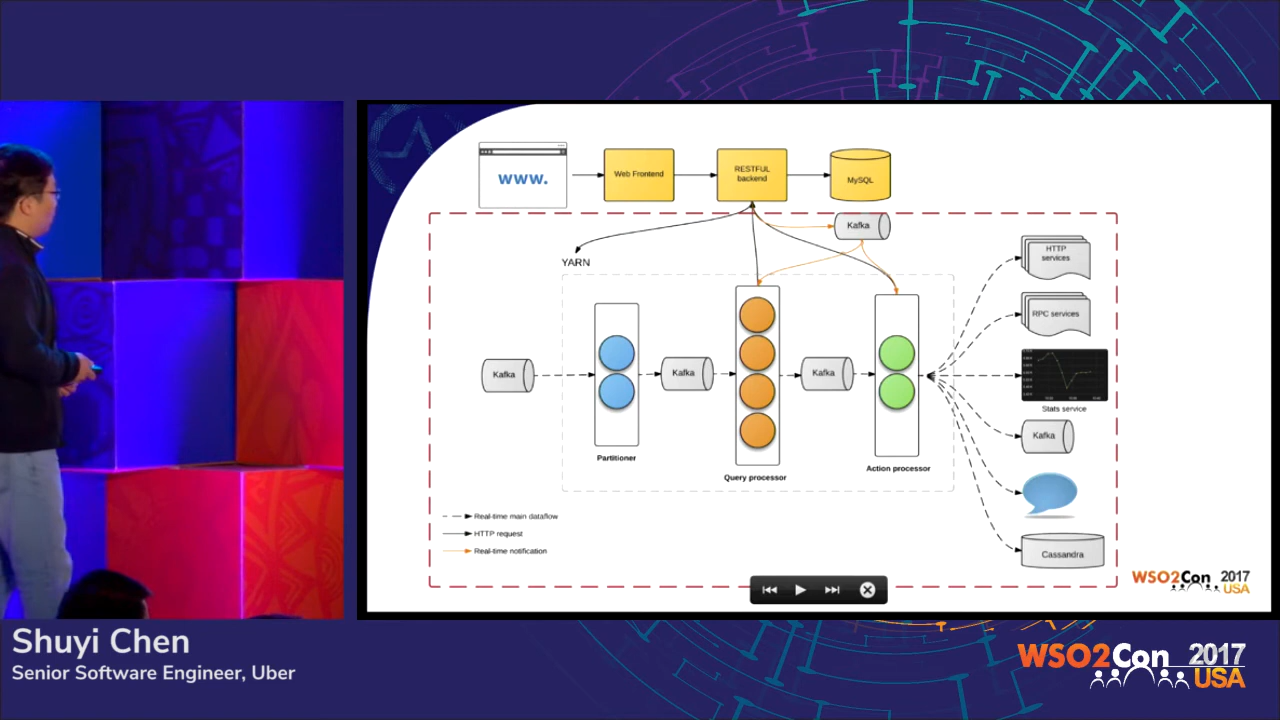 www.
Web Frontend
RESTFUL
backend
MySQL
Kafka
YARN
HTTP
services
RPC services
Kafka
Kafka
Kafka
Stats service
Kafka
Partitioner
Query processor
Action processor
Real-time main dataflow
HTTP request
Real-time notification
Cassandra
WSO2Con 2017
USA
Shuyi Chen
Senior Software Engineer, Uber
WSO2Con 2017
USA